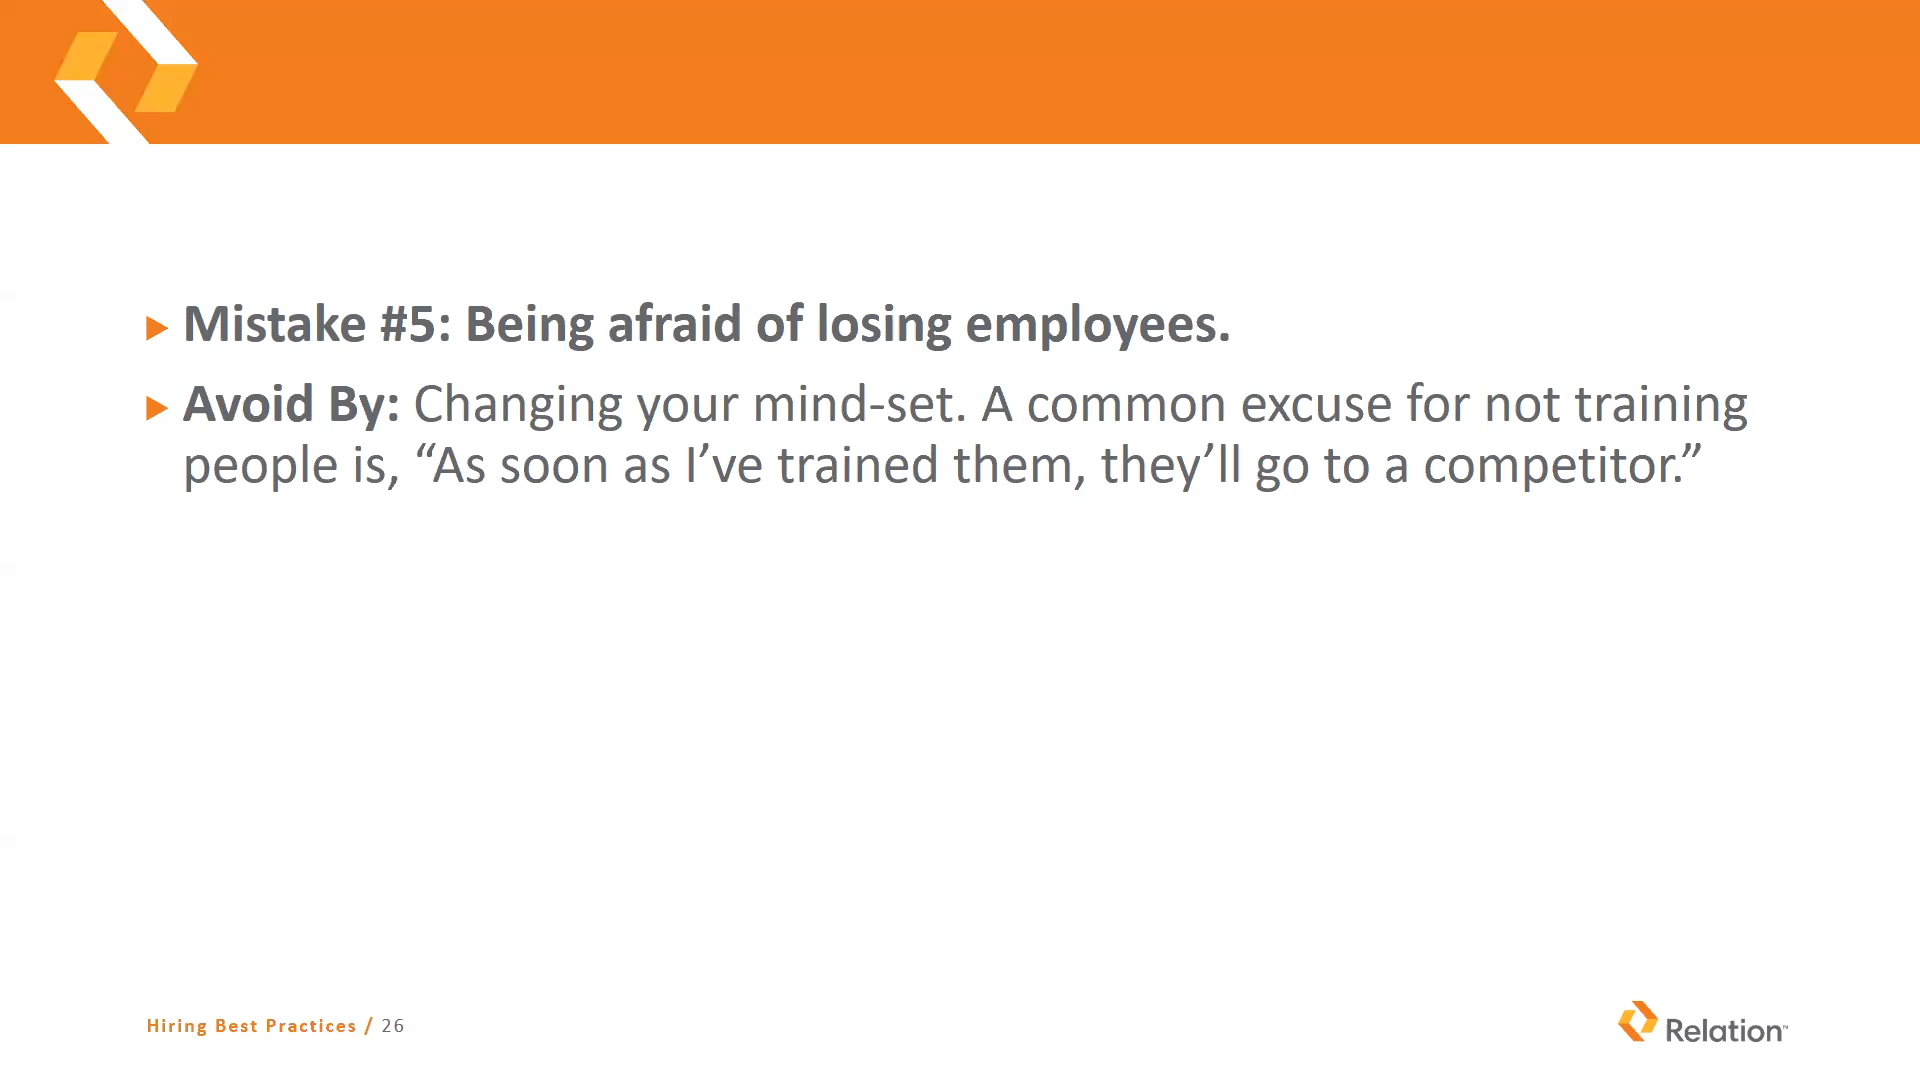 Mistake #5: Being afraid of losing employees.
Avoid By: Changing your mind-set. A common excuse for not training
people is, “As soon as I’ve trained them, they’ll go to a competitor.”
Hiring Best Practices / 26
Relation™